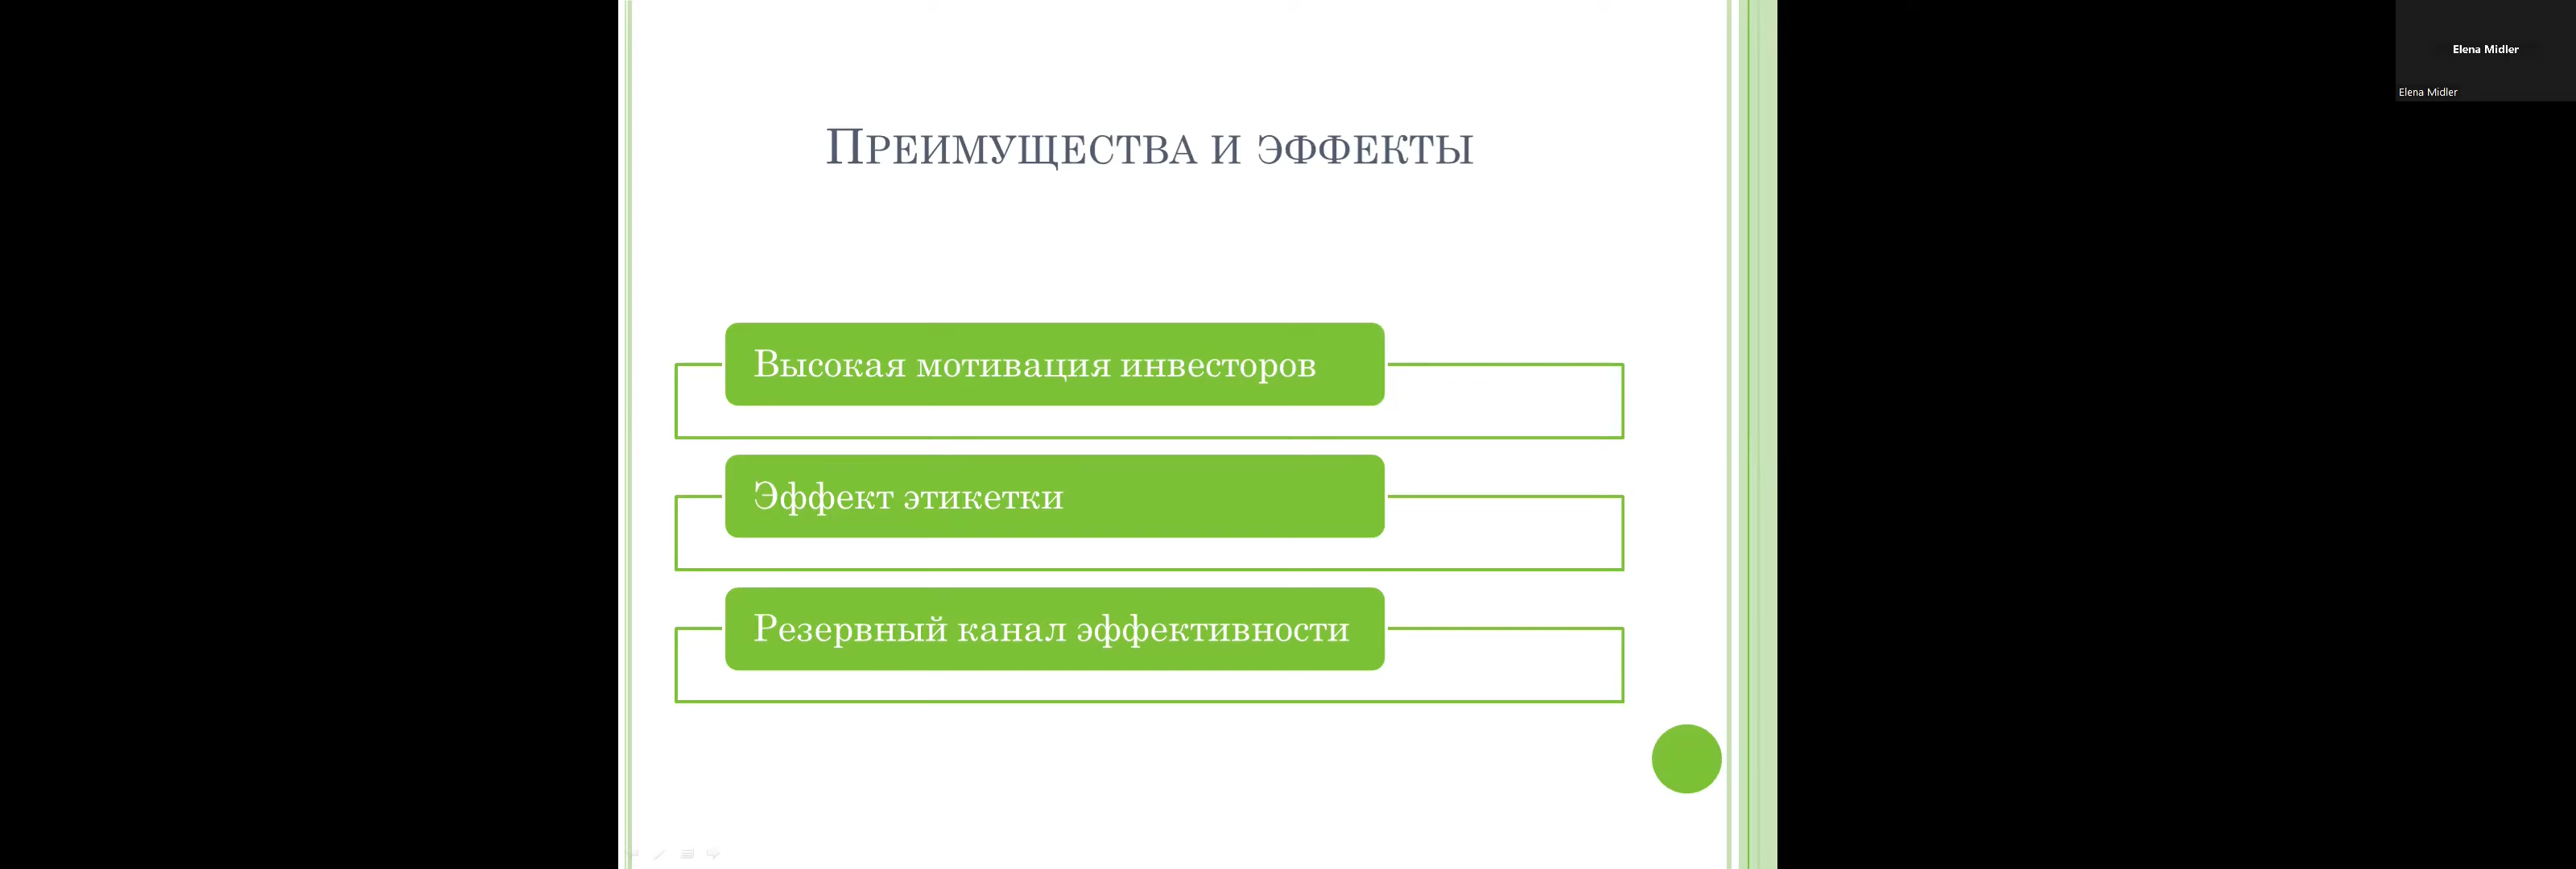 Elena Midler
Elena Midler
Преимущества и эффекты
Высокая мотивация инвесторов
Эффект этикетки
Резервный канал эффективности